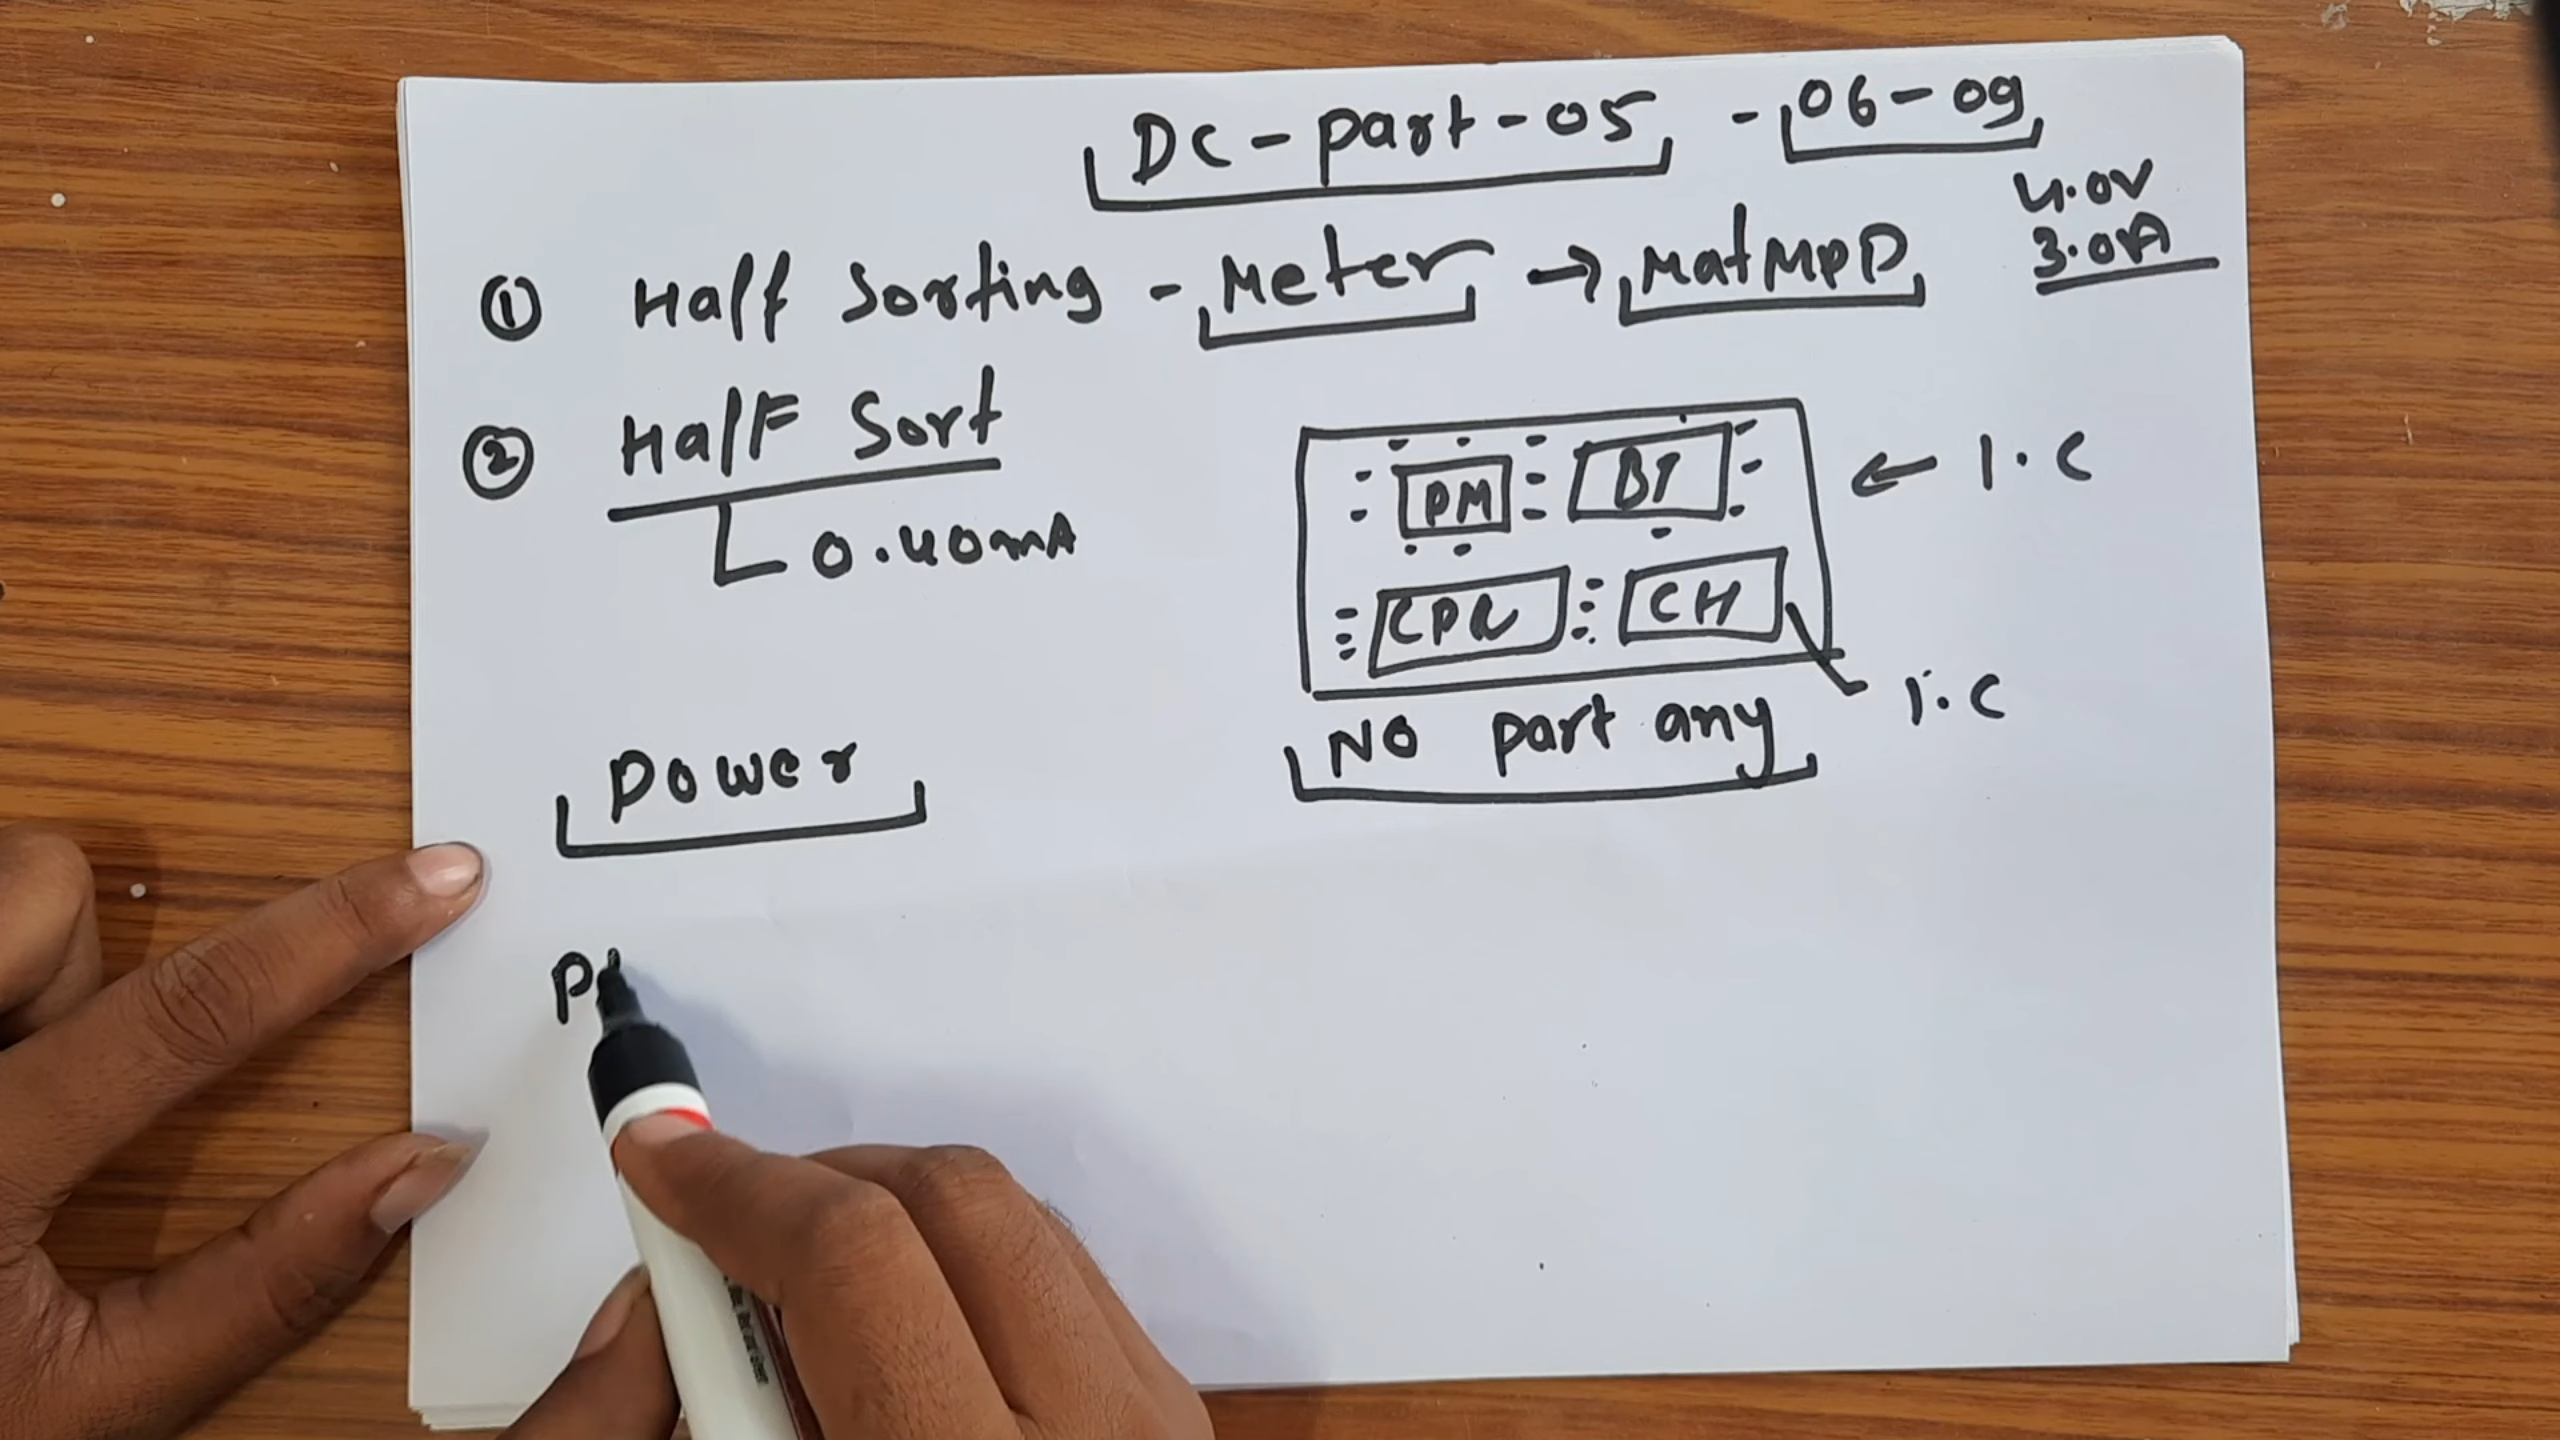 DC - part - 05 - 06 - 09
4.0V
3.0A
① Half Sorting - Meter → MatMPD
② Half Sort
0.40mA
PM BT
← I.C
CPU CH
I.C
NO part any
Power
P